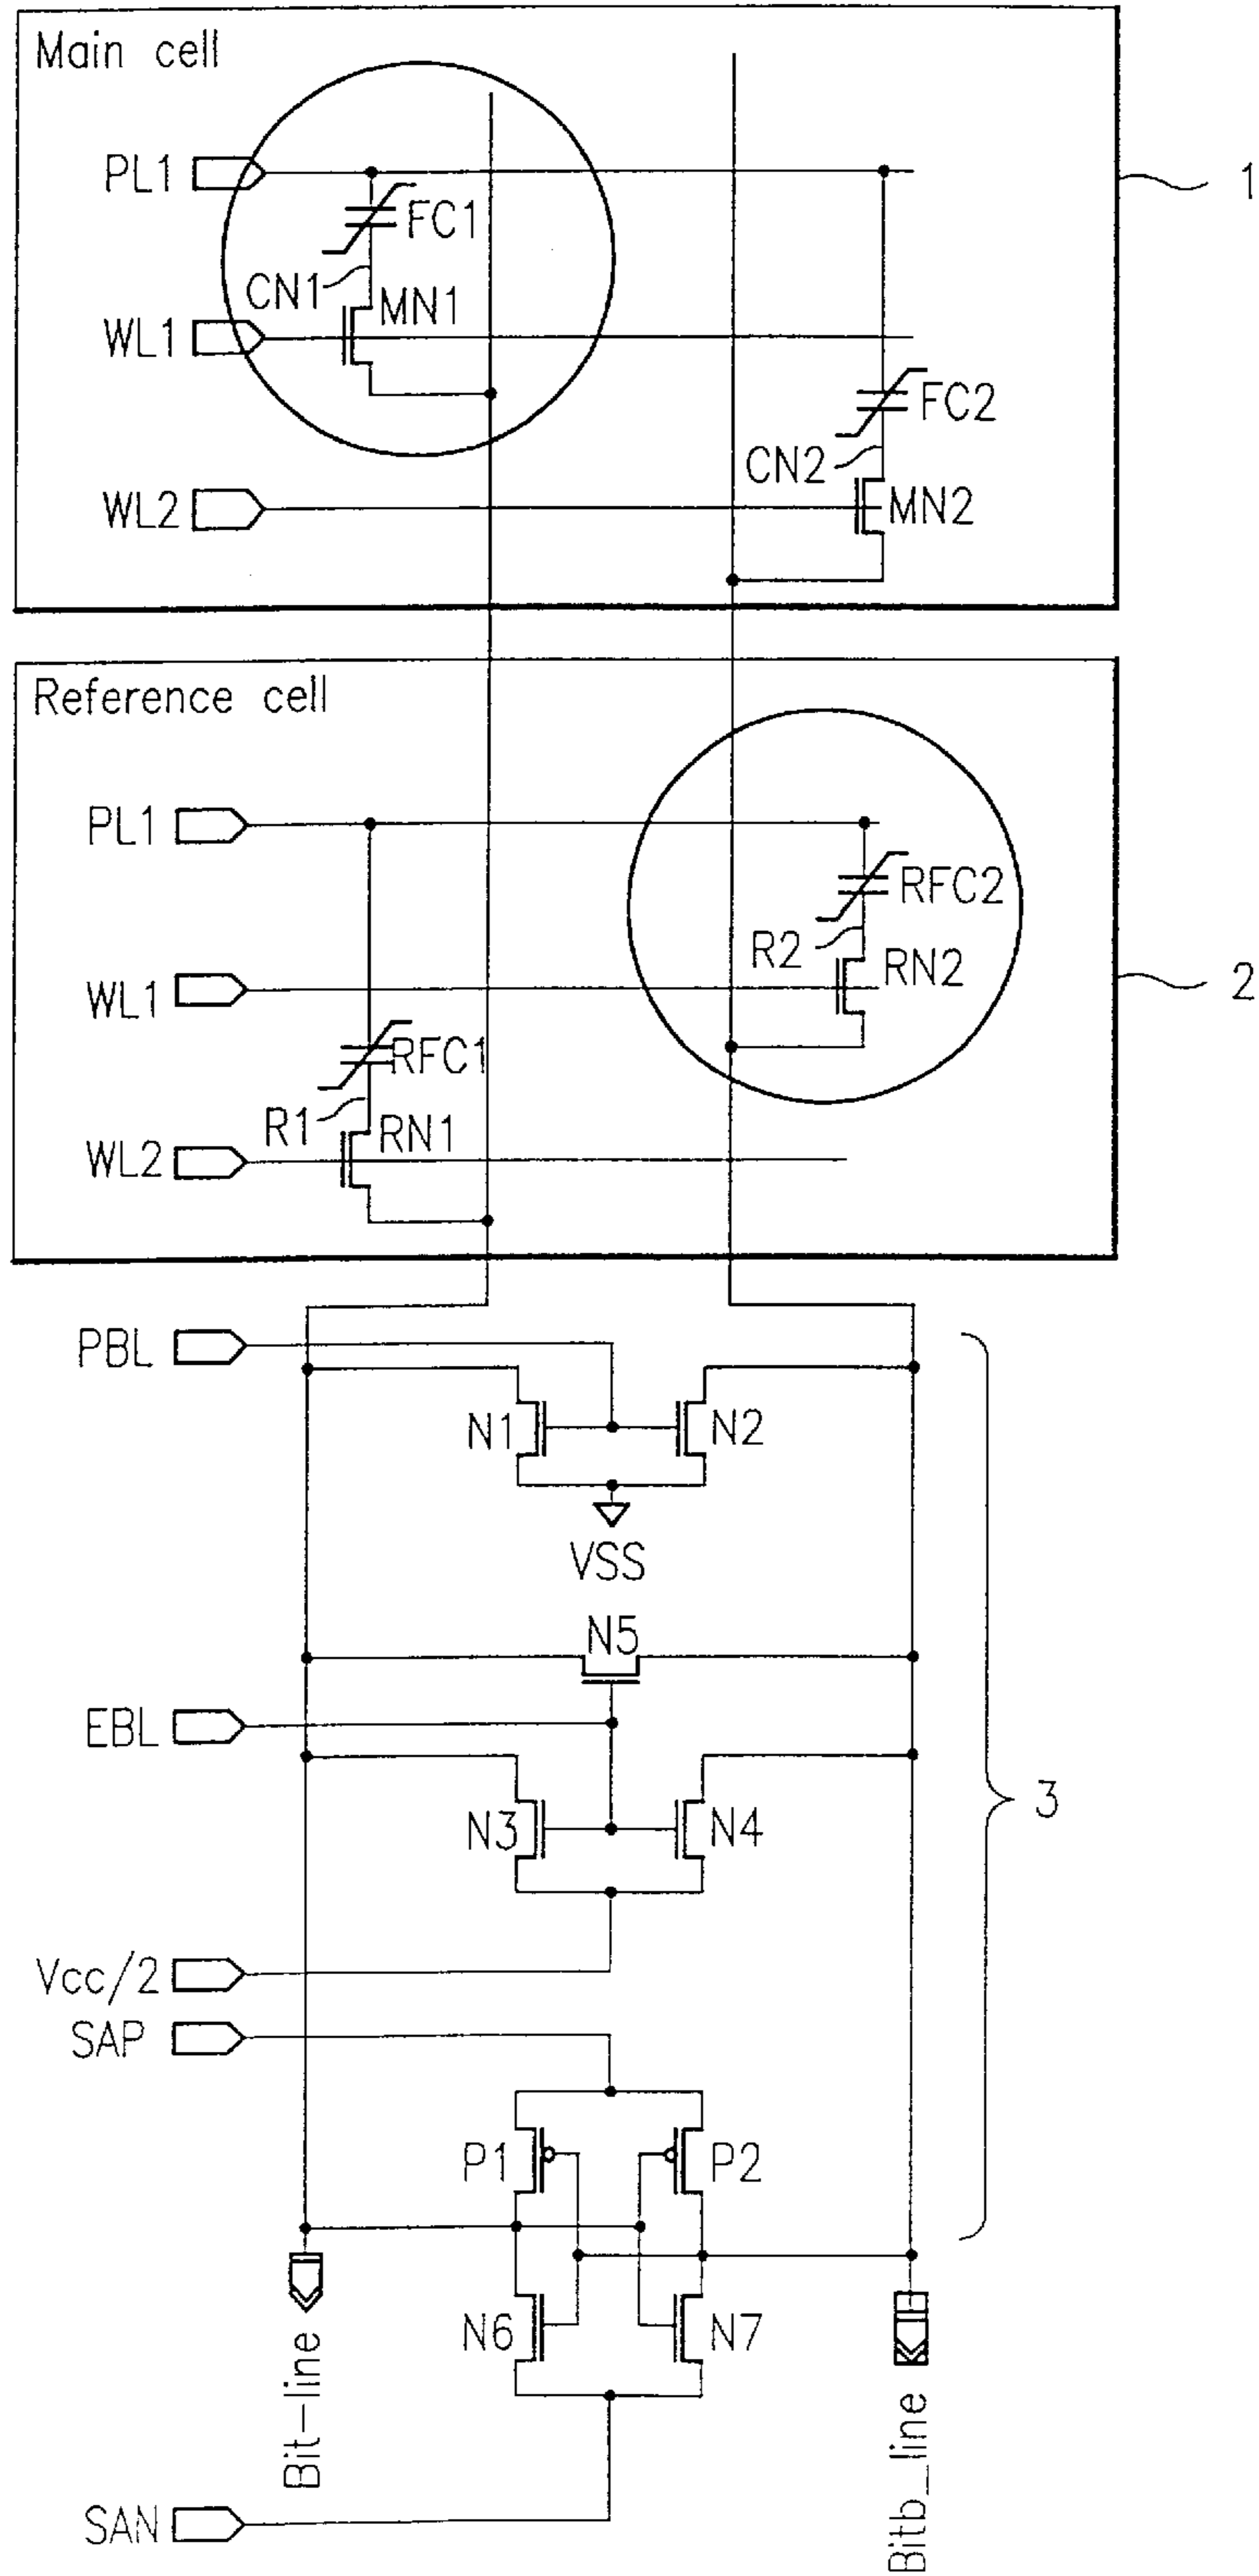 Main cell
PL1
FC1
CN1
MN1
WL1
FC2
CN2
WL2
MN2
1
Reference cell
PL1
RFC2
R2
RN2
WL1
RFC1
R1
RN1
WL2
2
PBL
N1
N2
VSS
N5
EBL
N3
N4
3
Vcc/2
SAP
P1
P2
N6
N7
Bit-line
Bitb_line
SAN